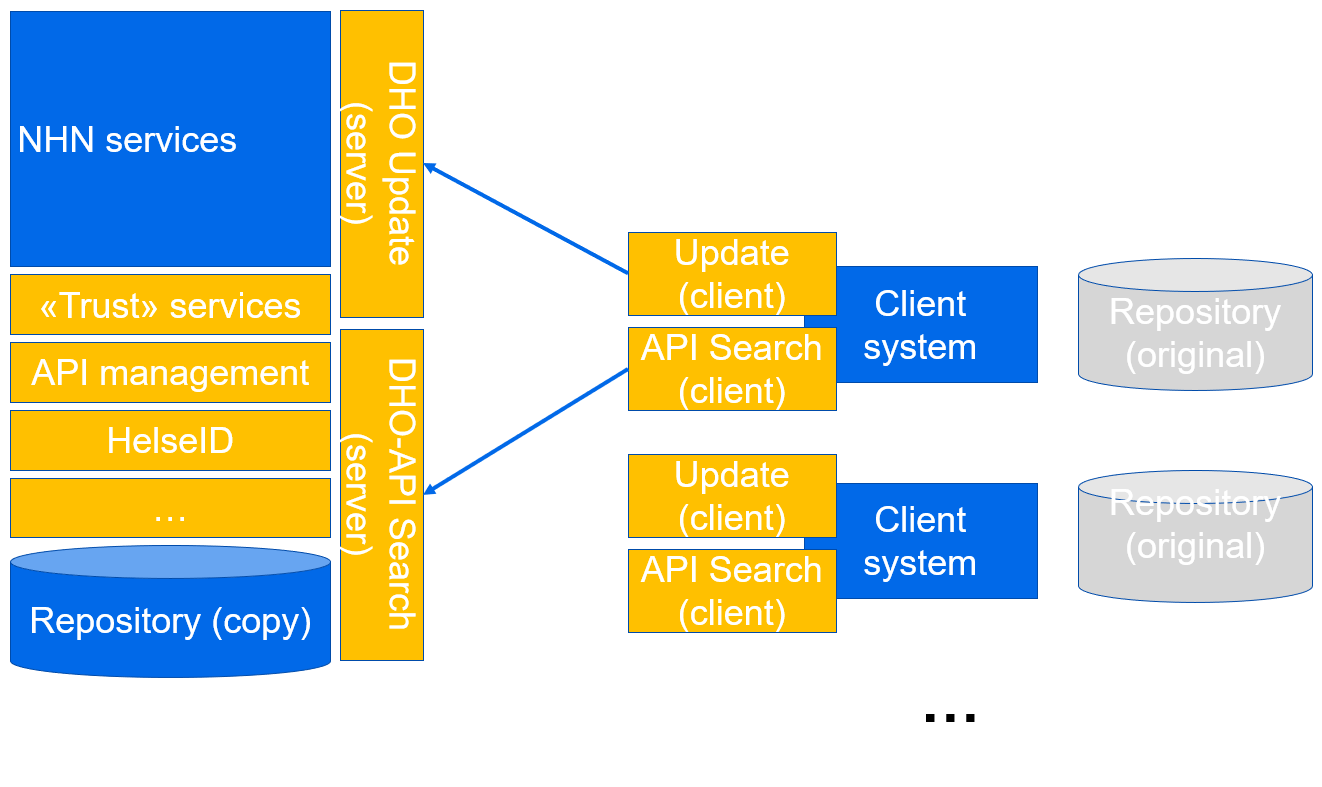 NHN services
«Trust» services
API management
HelseID
…
Repository (copy)
DHO Update
(server)
DHO-API Search
(server)
Update
(client)
API Search
(client)
Client
system
Repository
(original)
Update
(client)
API Search
(client)
Client
system
Repository
(original)
…